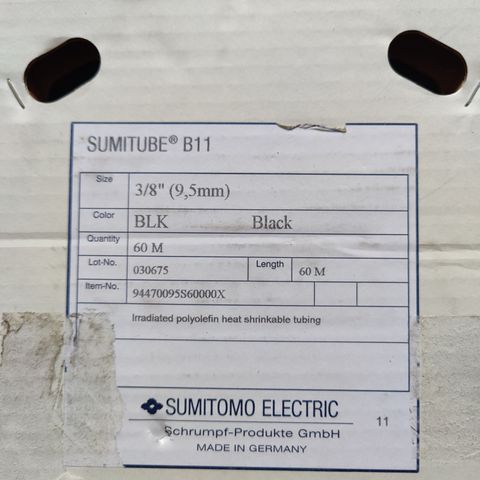 SUMITUBE® B11
Size 3/8" (9,5mm)
Color BLK Black
Quantity 60 M
Lot-No. 030675 Length 60 M
Item-No. 94470095S60000X
Irradiated polyolefin heat shrinkable tubing
SUMITOMO ELECTRIC
Schrumpf-Produkte GmbH 11
MADE IN GERMANY